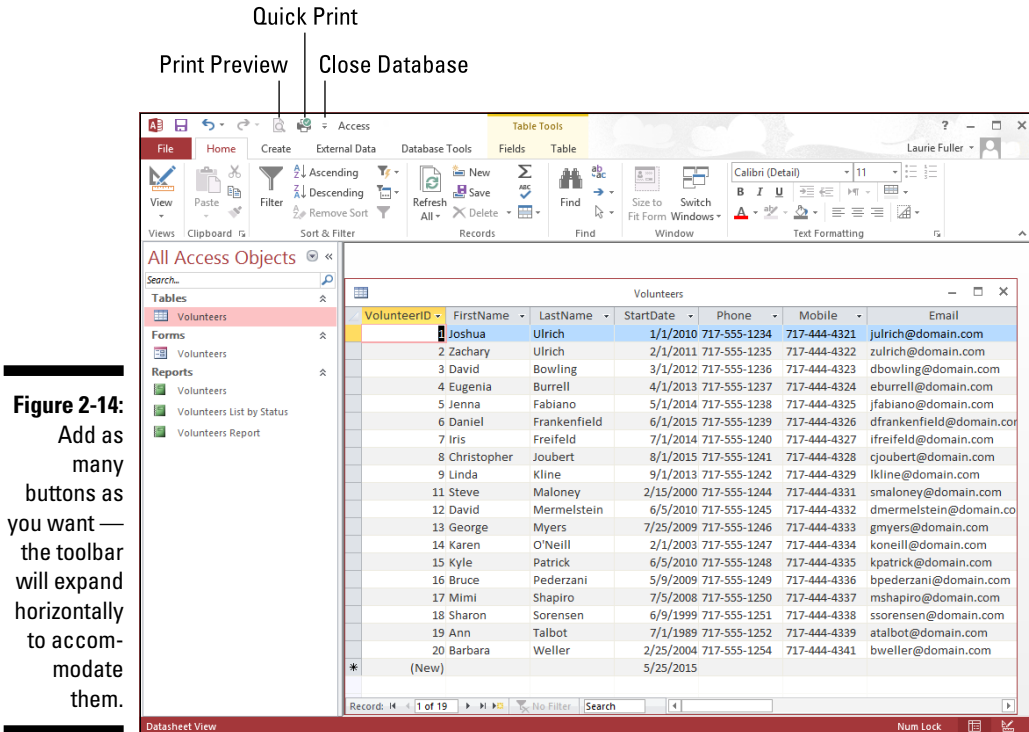 Quick Print
Print Preview
Close Database
Access
Table Tools
?
File
Home
Create
External Data
Database Tools
Fields
Table
Laurie Fuller
View
Paste
Filter
Ascending
Descending
Remove Sort
Refresh
All
New
Save
Delete
Find
Size to
Fit Form
Switch
Windows
Calibri (Detail)
11
B I U
Views
Clipboard
Sort & Filter
Records
Find
Window
Text Formatting
All Access Objects
Search...
Tables
Volunteers
Forms
Volunteers
Reports
Volunteers
Volunteers List by Status
Volunteers Report
Volunteers
VolunteerID FirstName LastName StartDate Phone Mobile Email
1 Joshua Ulrich 1/1/2010 717-555-1234 717-444-4321 julrich@domain.com
2 Zachary Ulrich 2/1/2011 717-555-1235 717-444-4322 zulrich@domain.com
3 David Bowling 3/1/2012 717-555-1236 717-444-4323 dbowling@domain.com
4 Eugenia Burrell 4/1/2013 717-555-1237 717-444-4324 eburrell@domain.com
5 Jenna Fabiano 5/1/2014 717-555-1238 717-444-4325 jfabiano@domain.com
6 Daniel Frankenfield 6/1/2015 717-555-1239 717-444-4326 dfrankenfield@domain.cor
7 Iris Freifeld 7/1/2014 717-555-1240 717-444-4327 ifreifeld@domain.com
8 Christopher Joubert 8/1/2015 717-555-1241 717-444-4328 cjoubert@domain.com
9 Linda Kline 9/1/2013 717-555-1242 717-444-4329 lkline@domain.com
11 Steve Maloney 2/15/2000 717-555-1244 717-444-4331 smaloney@domain.com
12 David Mermelstein 6/5/2010 717-555-1245 717-444-4332 dmermelstein@domain.co
13 George Myers 7/25/2009 717-555-1246 717-444-4333 gmyers@domain.com
14 Karen O'Neill 2/1/2003 717-555-1247 717-444-4334 koneill@domain.com
15 Kyle Patrick 6/5/2010 717-555-1248 717-444-4335 kpatrick@domain.com
16 Bruce Pederzani 5/9/2009 717-555-1249 717-444-4336 bpederzani@domain.com
17 Mimi Shapiro 7/5/2008 717-555-1250 717-444-4337 mshapiro@domain.com
18 Sharon Sorensen 6/9/1999 717-555-1251 717-444-4338 ssorensen@domain.com
19 Ann Talbot 7/1/1989 717-555-1252 717-444-4339 atalbot@domain.com
20 Barbara Weller 2/25/2004 717-555-1254 717-444-4341 bweller@domain.com
(New) 5/25/2015
Record: 1 of 19 No Filter Search
Datasheet View
Num Lock
Figure 2-14:
Add as
many
buttons as
you want —
the toolbar
will expand
horizontally
to accom-
modate
them.